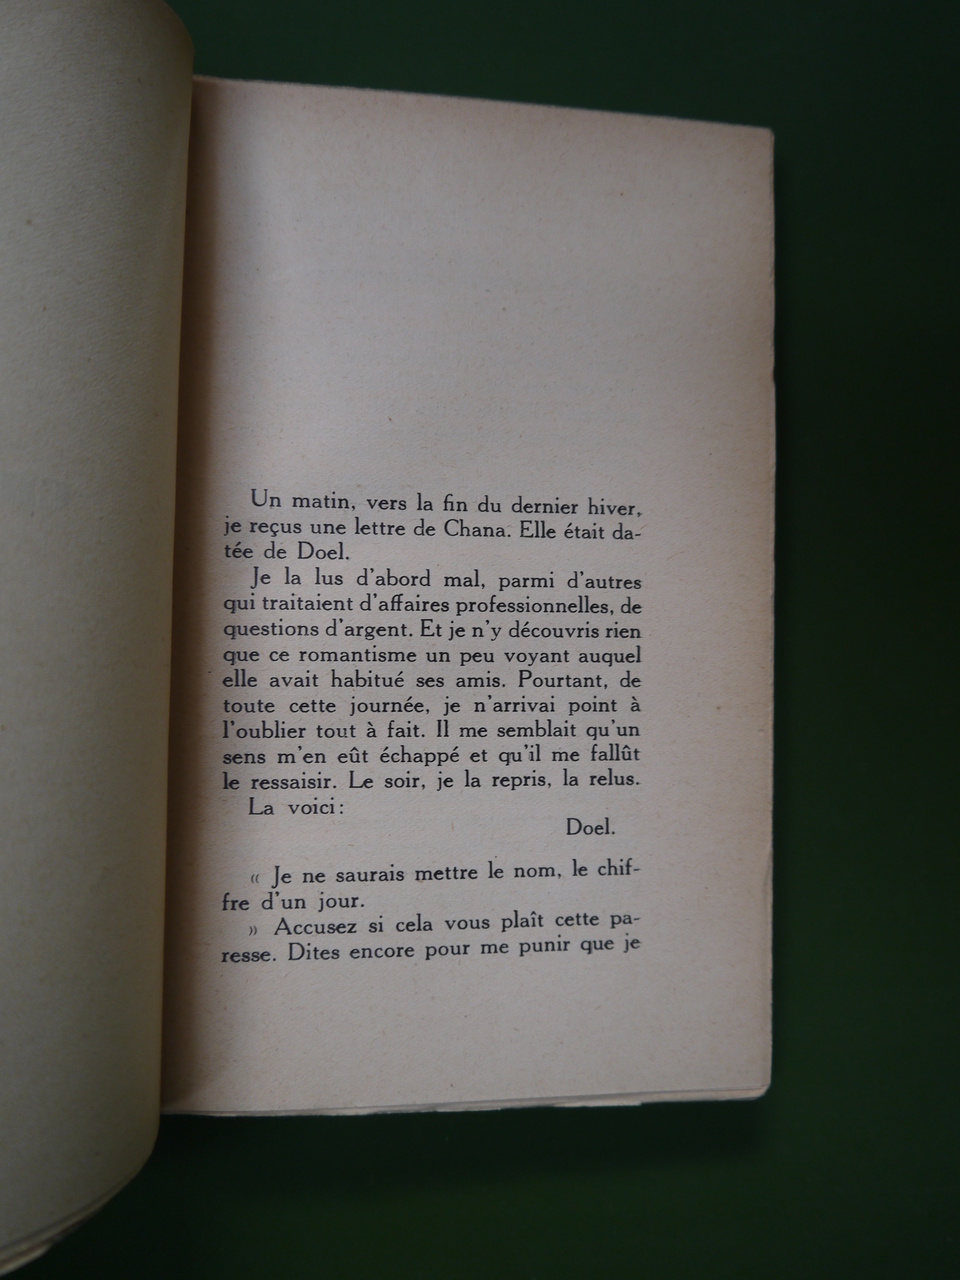 Un matin, vers la fin du dernier hiver,
je reçus une lettre de Chana. Elle était da-
tée de Doel.
Je la lus d'abord mal, parmi d'autres
qui traitaient d'affaires professionnelles, de
questions d'argent. Et je n'y découvris rien
que ce romantisme un peu voyant auquel
elle avait habitué ses amis. Pourtant, de
toute cette journée, je n'arrivai point à
l'oublier tout à fait. Il me semblait qu'un
sens m'en eût échappé et qu'il me fallût
le ressaisir. Le soir, je la repris, la relus.
La voici :
Doel.
« Je ne saurais mettre le nom, le chif-
fre d'un jour.
» Accusez si cela vous plaît cette pa-
resse. Dites encore pour me punir que je